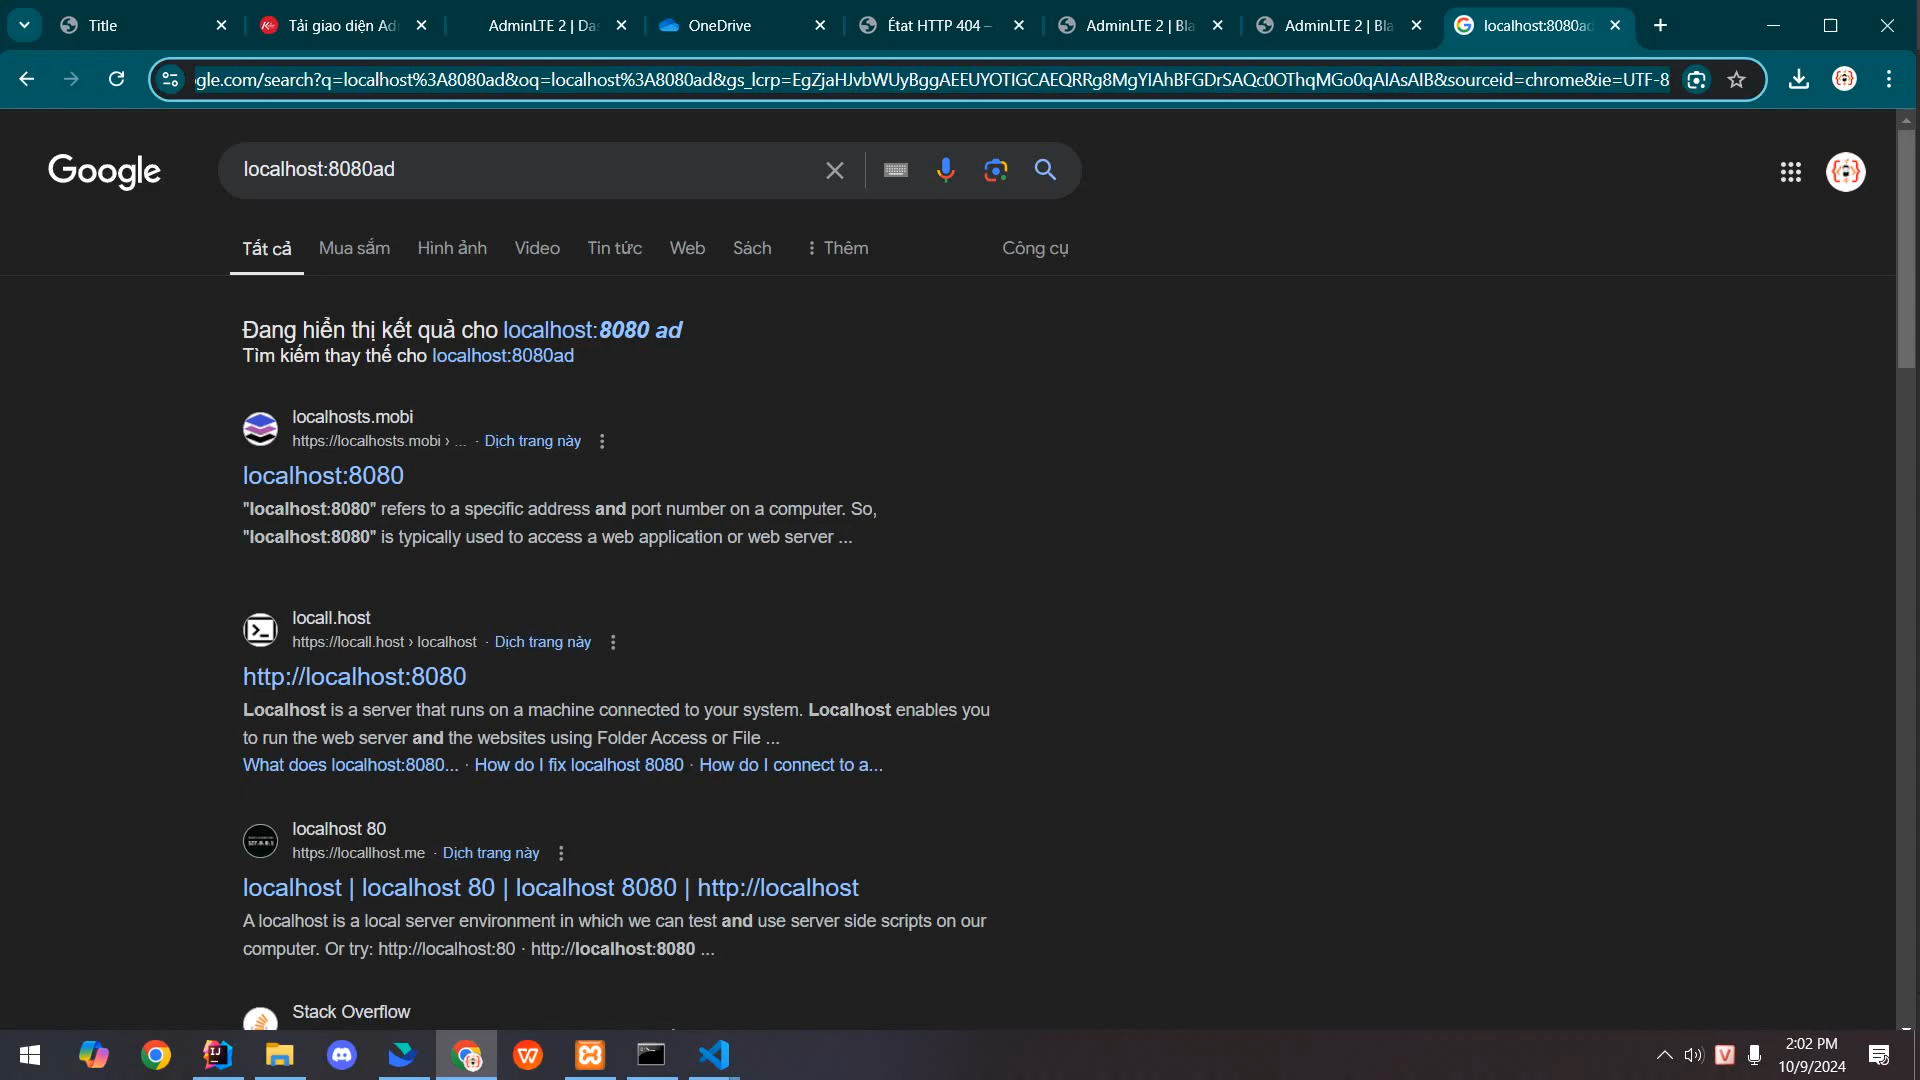 Title
Tải giao diện Ad
AdminLTE 2 | Da
OneDrive
État HTTP 404 –
AdminLTE 2 | Bla
AdminLTE 2 | Bla
localhost:8080ad
gle.com/search?q=localhost%3A8080ad&oq=localhost%3A8080ad&gs_lcrp=EgZjaHJvbWUyBggAEEUYOTIGCAEQRRg8MgYIAhBFGDrSAQc0OThqMGo0qAIAsAIB&sourceid=chrome&ie=UTF-8
Google
localhost:8080ad
Tất cả
Mua sắm
Hình ảnh
Video
Tin tức
Web
Sách
Thêm
Công cụ
Đang hiển thị kết quả cho localhost:8080 ad
Tìm kiếm thay thế cho localhost:8080ad
localhosts.mobi
https://localhosts.mobi › ... · Dịch trang này
localhost:8080
"localhost:8080" refers to a specific address and port number on a computer. So,
"localhost:8080" is typically used to access a web application or web server ...
locall.host
https://locall.host › localhost · Dịch trang này
http://localhost:8080
Localhost is a server that runs on a machine connected to your system. Localhost enables you
to run the web server and the websites using Folder Access or File ...
What does localhost:8080... · How do I fix localhost 8080 · How do I connect to a...
localhost 80
https://locallhost.me · Dịch trang này
localhost | localhost 80 | localhost 8080 | http://localhost
A localhost is a local server environment in which we can test and use server side scripts on our
computer. Or try: http://localhost:80 · http://localhost:8080 ...
Stack Overflow
2:02 PM
10/9/2024